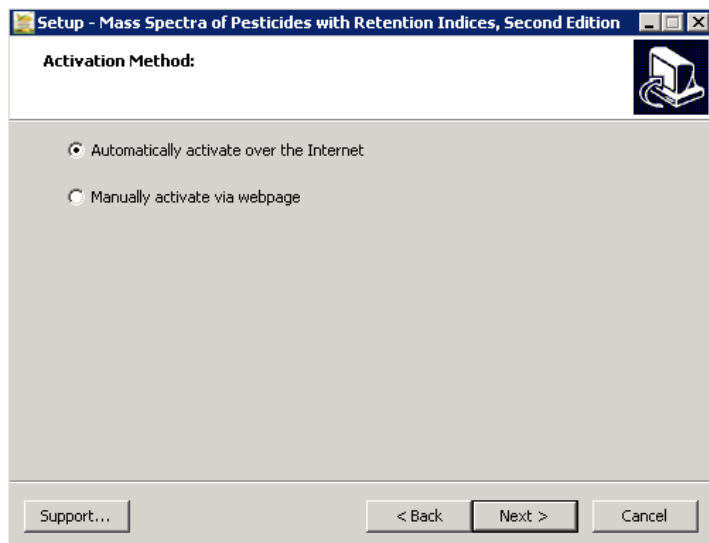 Setup - Mass Spectra of Pesticides with Retention Indices, Second Edition
Activation Method:
Automatically activate over the Internet
Manually activate via webpage
Support...
< Back
Next >
Cancel